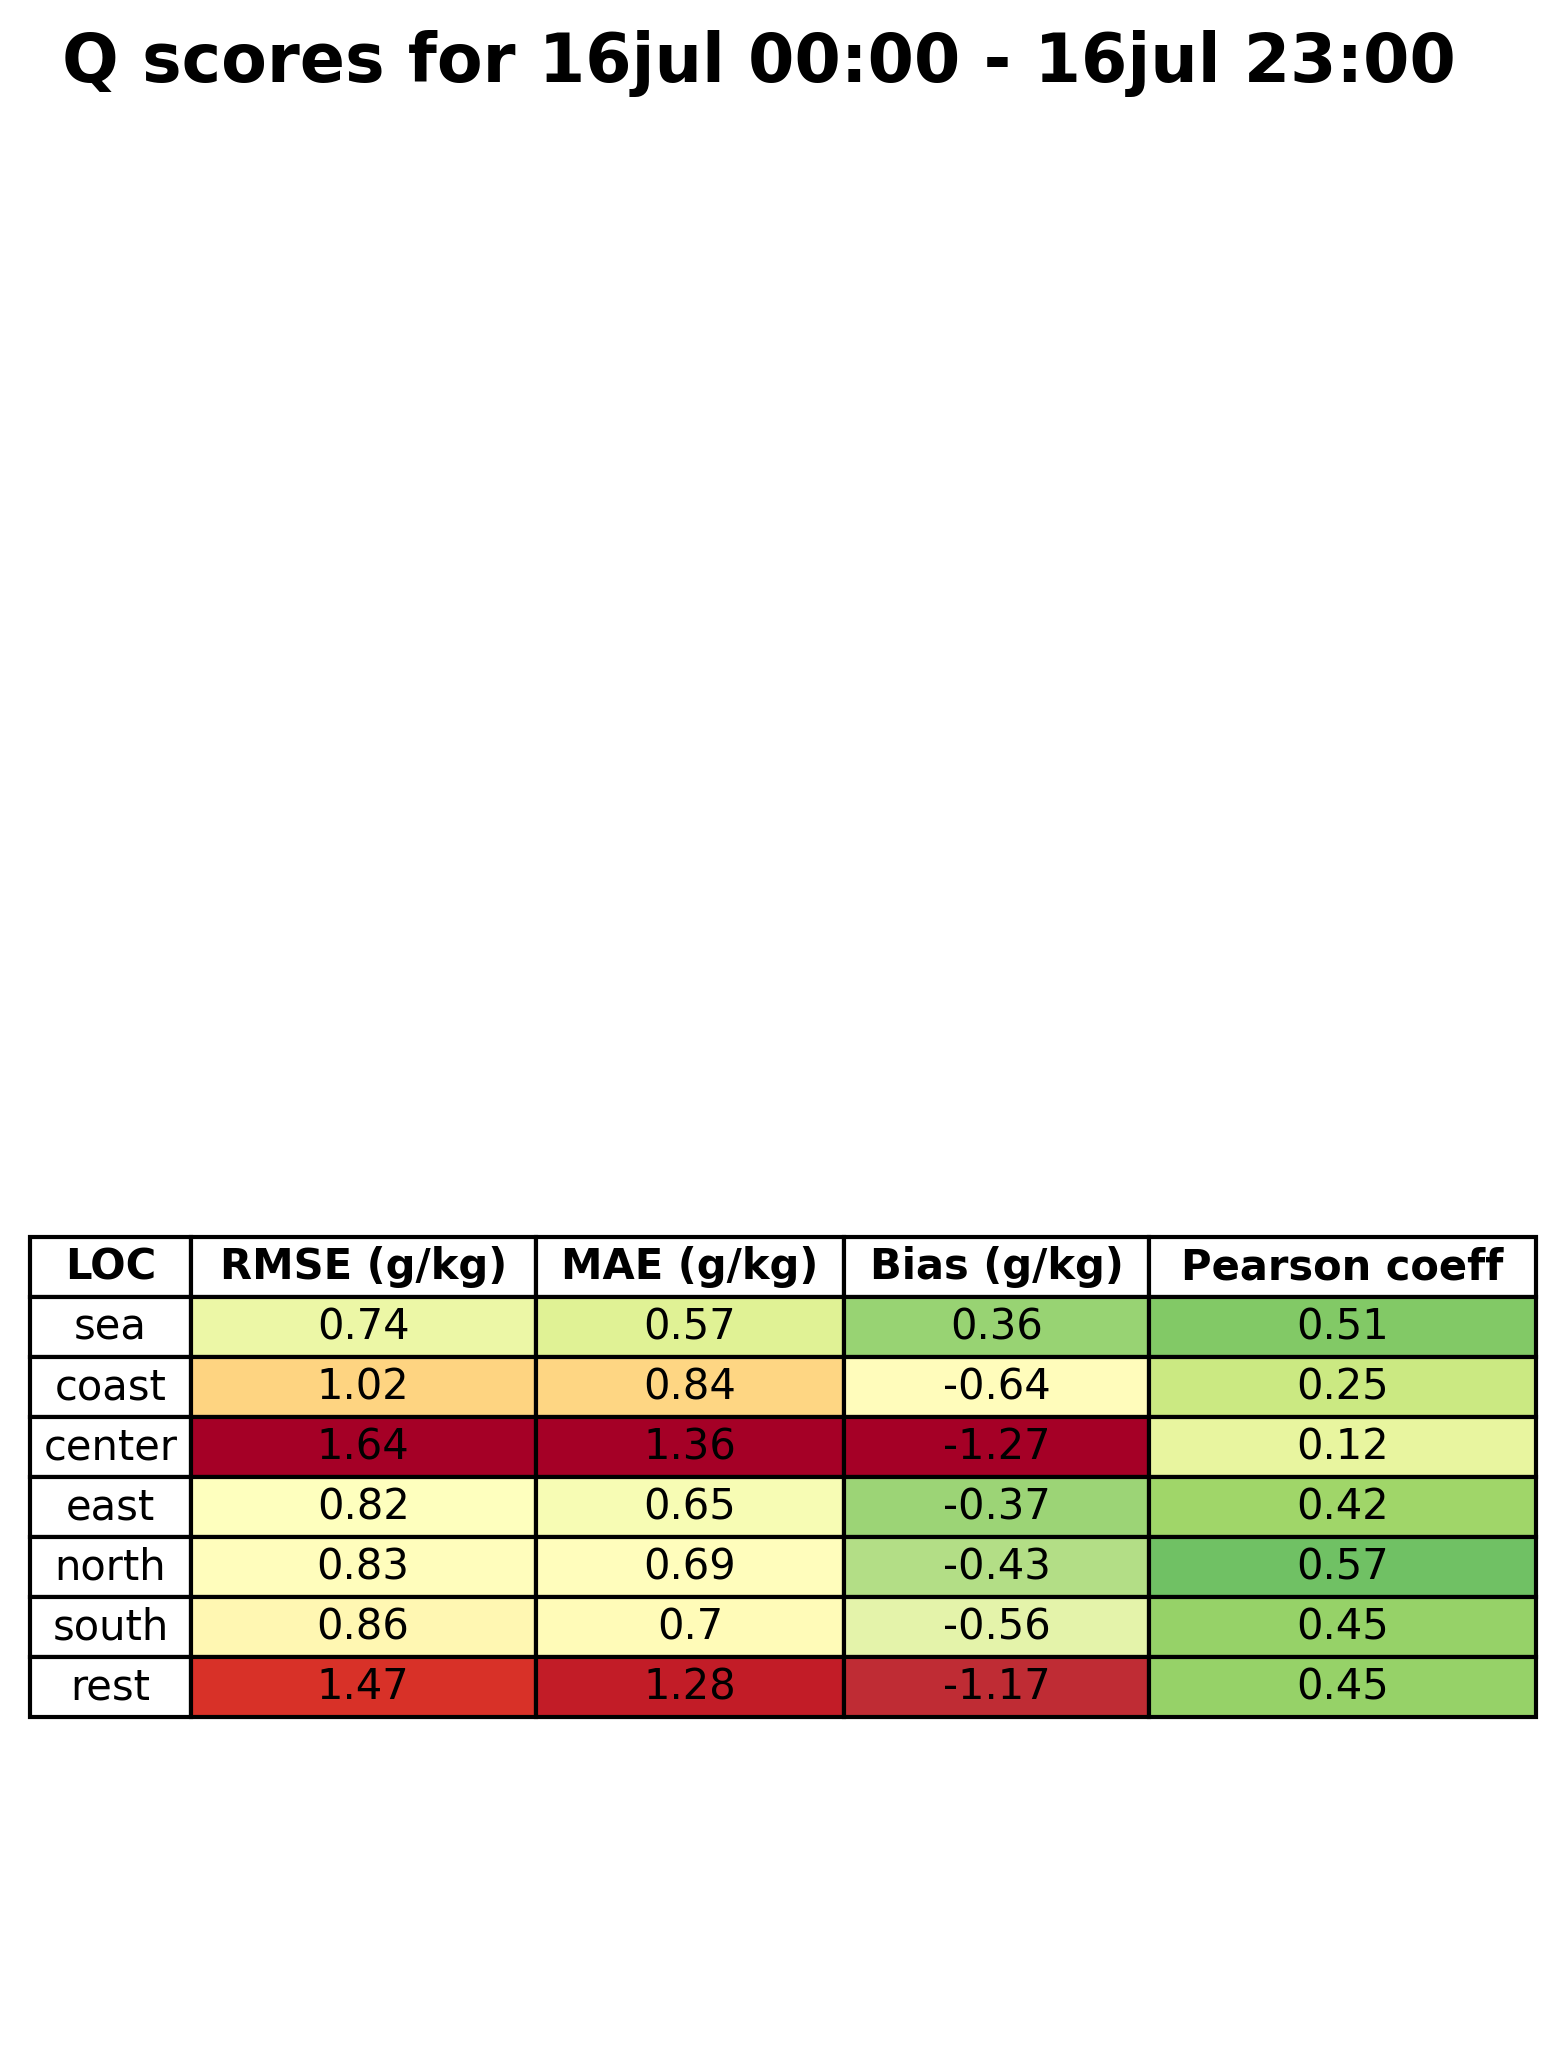 Q scores for 16jul 00:00 - 16jul 23:00
LOC RMSE (g/kg) MAE (g/kg) Bias (g/kg) Pearson coeff
sea 0.74 0.57 0.36 0.51
coast 1.02 0.84 -0.64 0.25
center 1.64 1.36 -1.27 0.12
east 0.82 0.65 -0.37 0.42
north 0.83 0.69 -0.43 0.57
south 0.86 0.7 -0.56 0.45
rest 1.47 1.28 -1.17 0.45